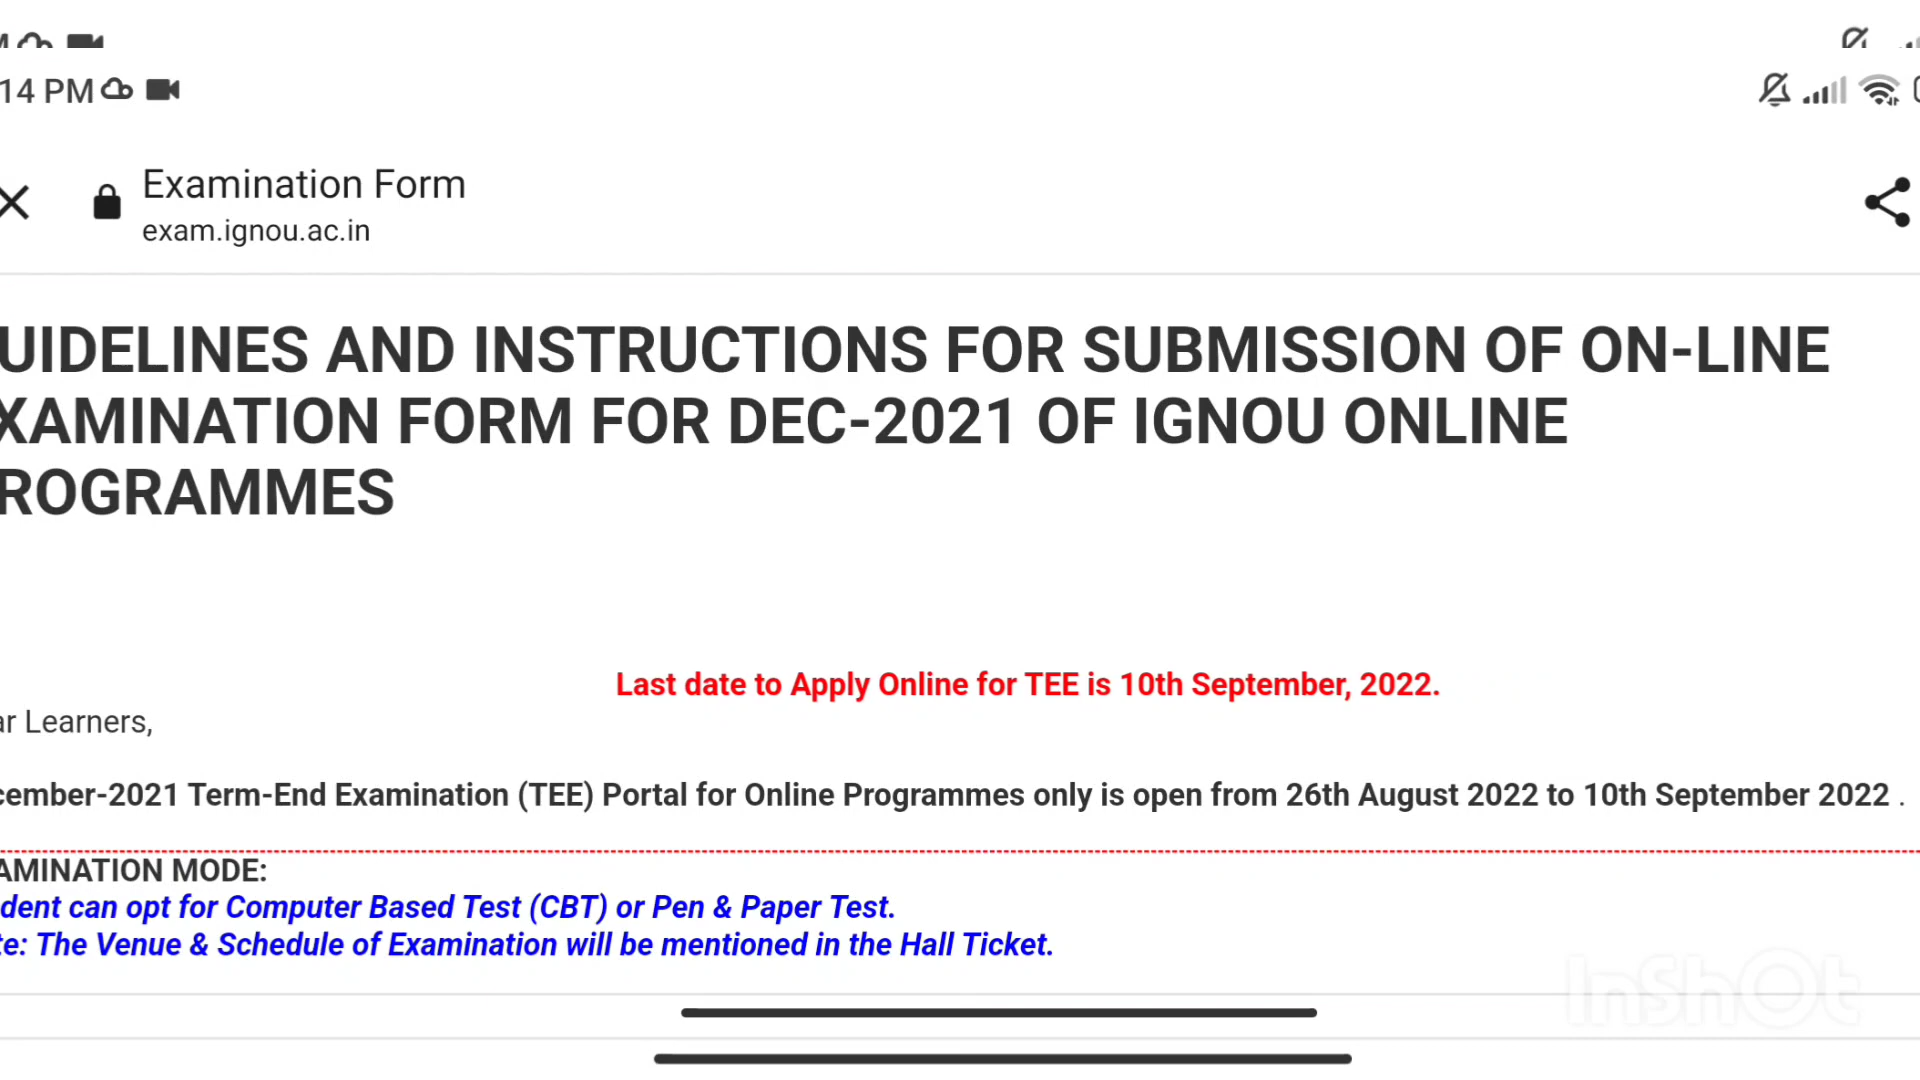 14 PM
Examination Form
exam.ignou.ac.in
UIDELINES AND INSTRUCTIONS FOR SUBMISSION OF ON-LINE
XAMINATION FORM FOR DEC-2021 OF IGNOU ONLINE
ROGRAMMES
Last date to Apply Online for TEE is 10th September, 2022.
ar Learners,
cember-2021 Term-End Examination (TEE) Portal for Online Programmes only is open from 26th August 2022 to 10th September 2022 .
AMINATION MODE:
dent can opt for Computer Based Test (CBT) or Pen & Paper Test.
te: The Venue & Schedule of Examination will be mentioned in the Hall Ticket.
InShOt